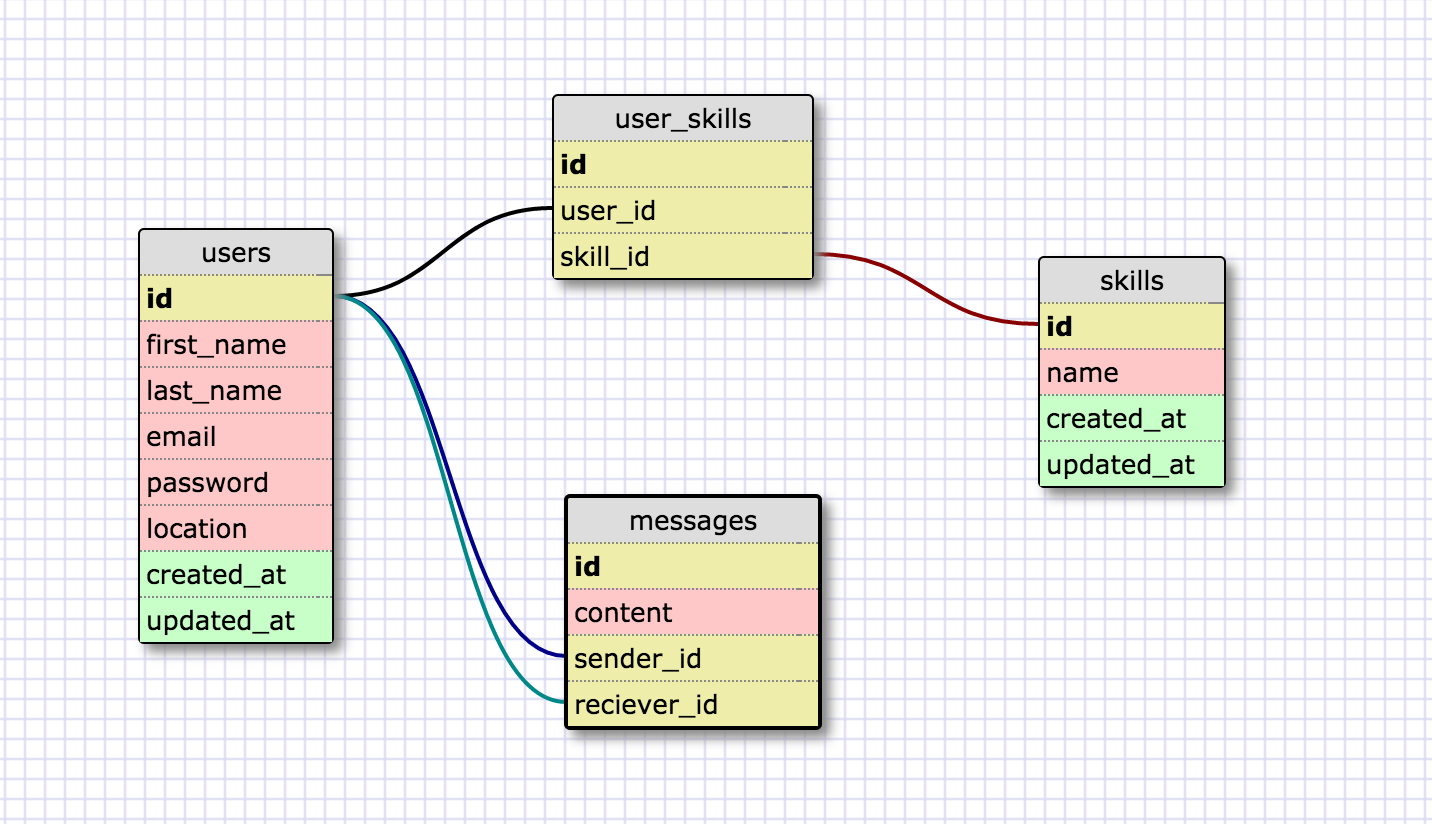 users
id
first_name
last_name
email
password
location
created_at
updated_at
user_skills
id
user_id
skill_id
messages
id
content
sender_id
reciever_id
skills
id
name
created_at
updated_at